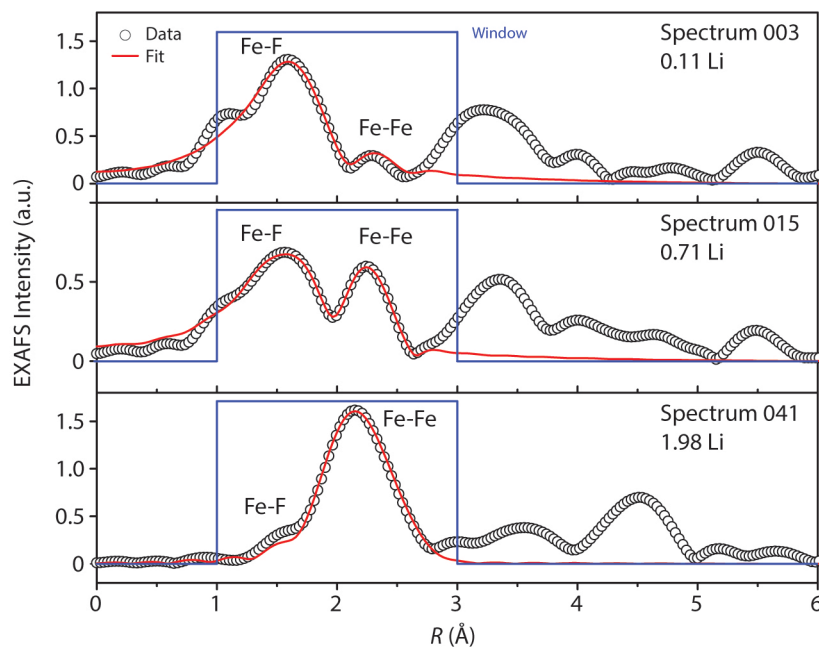 Data
Fit
Window
Fe-F
Fe-Fe
Spectrum 003
0.11 Li
1.5
1.0
0.5
0
Fe-F
Fe-Fe
Spectrum 015
0.71 Li
0.5
0
EXAFS Intensity (a.u.)
Fe-F
Fe-Fe
Spectrum 041
1.98 Li
1.5
1.0
0.5
0
0 1 2 3 4 5 6
R (Å)